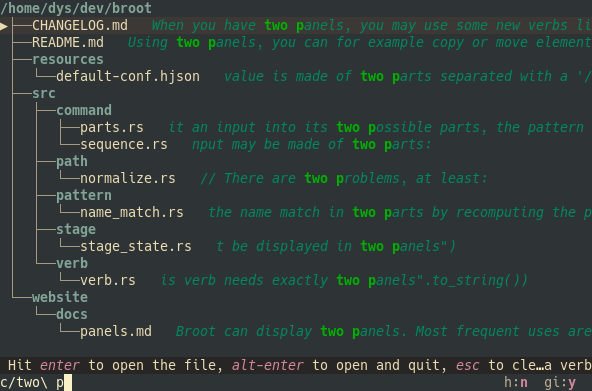 /home/dys/dev/broot
CHANGELOG.md When you have two panels, you may use some new verbs li
README.md Using two panels, you can for example copy or move element
resources
default-conf.hjson value is made of two parts separated with a '/
src
command
parts.rs it an input into its two possible parts, the pattern
sequence.rs nput may be made of two parts:
path
normalize.rs // There are two problems, at least:
pattern
name_match.rs the name match in two parts by recomputing the p
stage
stage_state.rs t be displayed in two panels")
verb
verb.rs is verb needs exactly two panels".to_string())
website
docs
panels.md Broot can display two panels. Most frequent uses are
Hit enter to open the file, alt-enter to open and quit, esc to cle…a verb
c/two\ p h:n gi:y